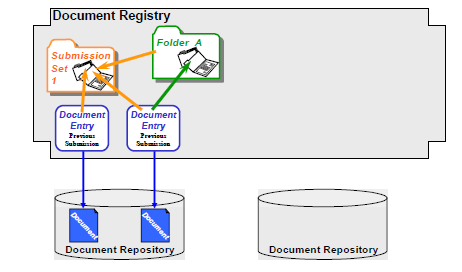 Document Registry
Submission
Set
1
Folder A
Document
Entry
Previous
Submission
Document
Entry
Previous
Submission
Document
Document
Document Repository
Document Repository